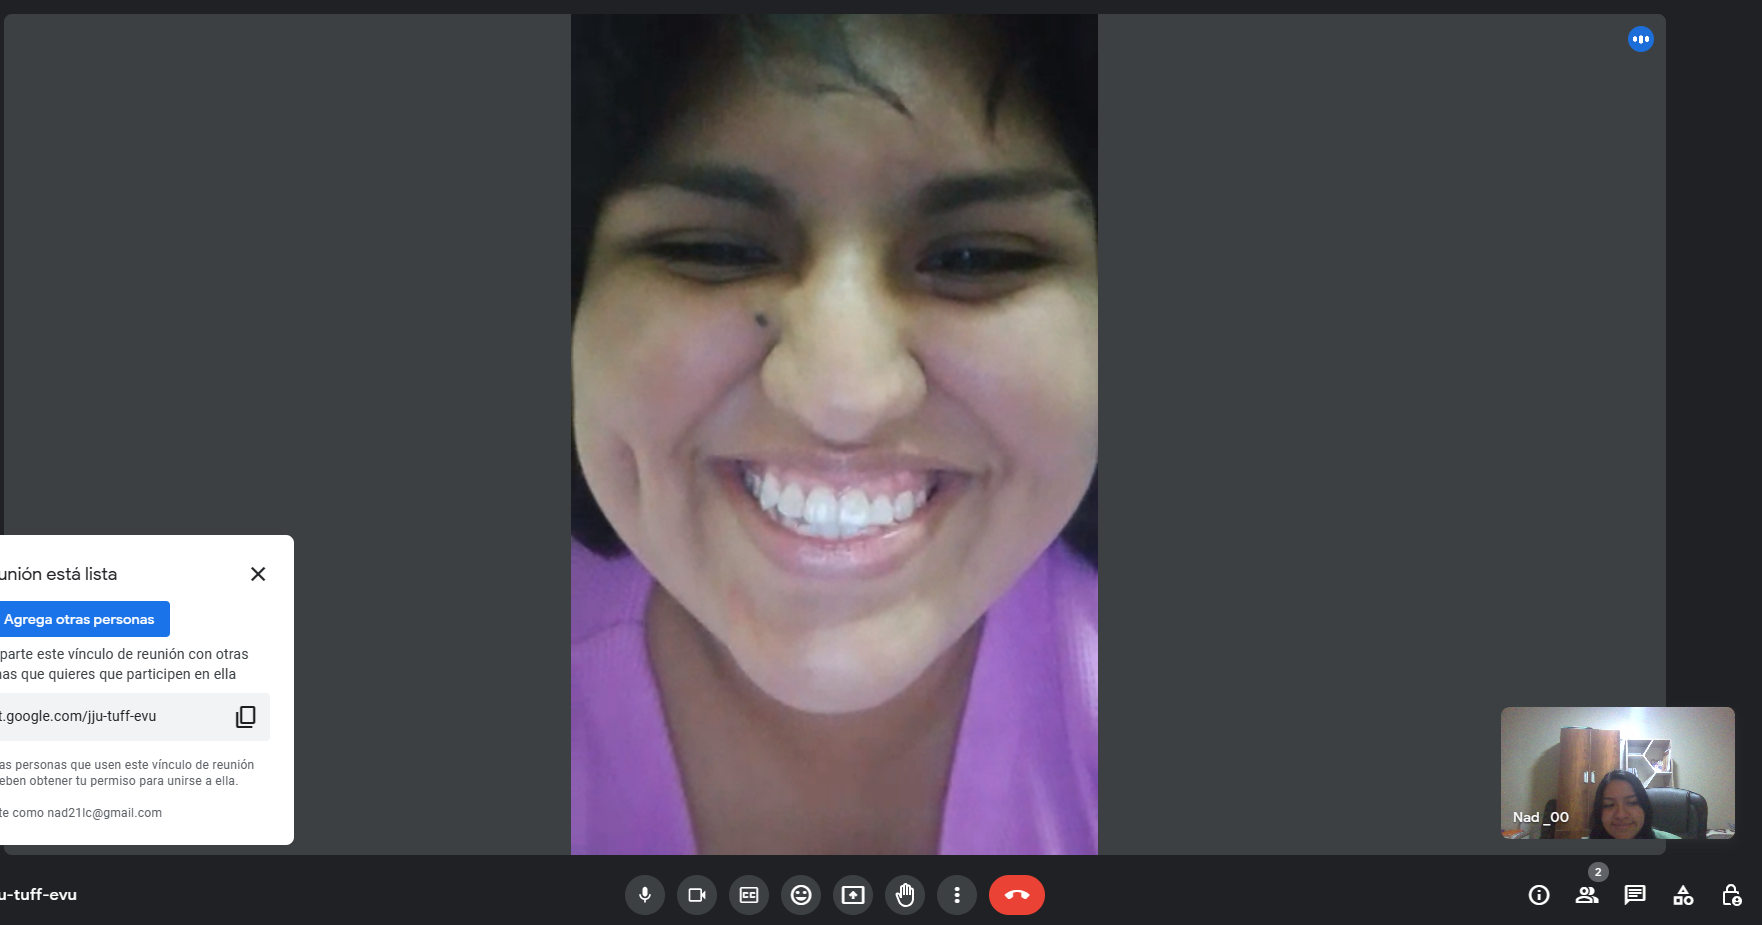 unión está lista
Agrega otras personas
parte este vínculo de reunión con otras
nas que quieres que participen en ella
t.google.com/jju-tuff-evu
as personas que usen este vínculo de reunión
eben obtener tu permiso para unirse a ella.
te como nad21lc@gmail.com
Nad _00
u-tuff-evu
CC
2